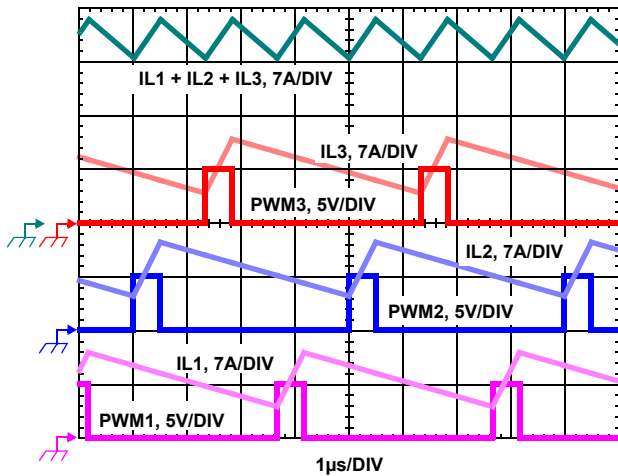 IL1 + IL2 + IL3, 7A/DIV
IL3, 7A/DIV
PWM3, 5V/DIV
IL2, 7A/DIV
PWM2, 5V/DIV
IL1, 7A/DIV
PWM1, 5V/DIV
1µs/DIV